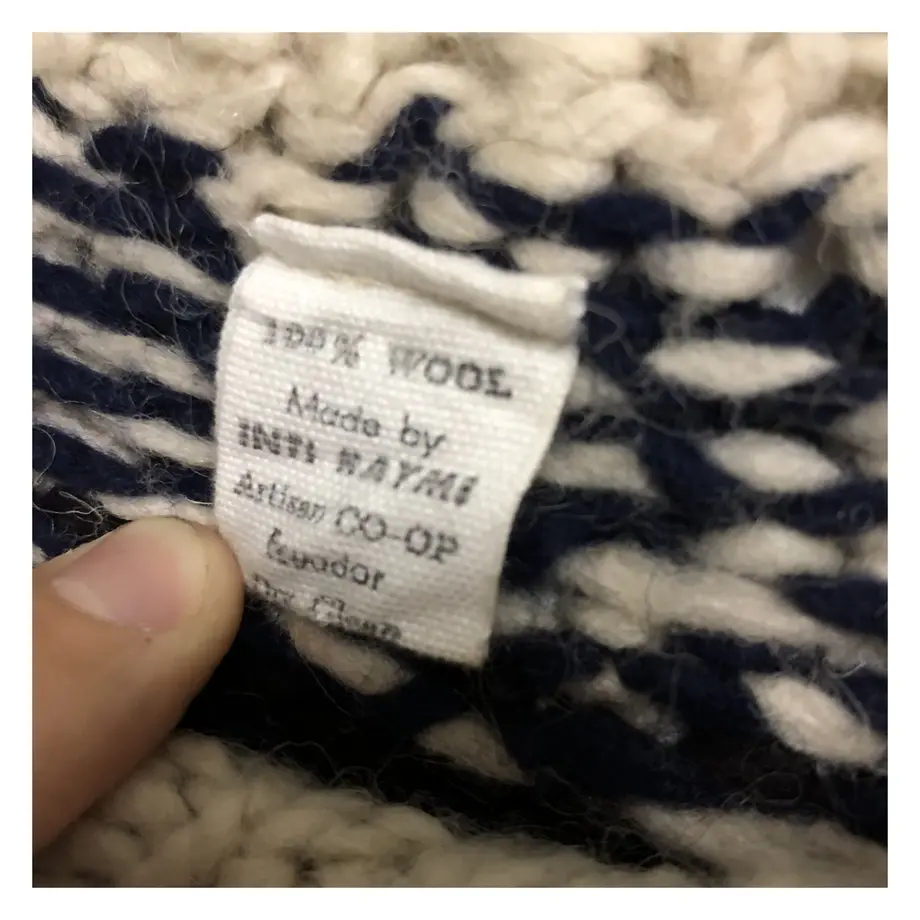 100% WOOL
Made by
INTI RAYMI
Artisan CO-OP
Ecuador
Dry Clean